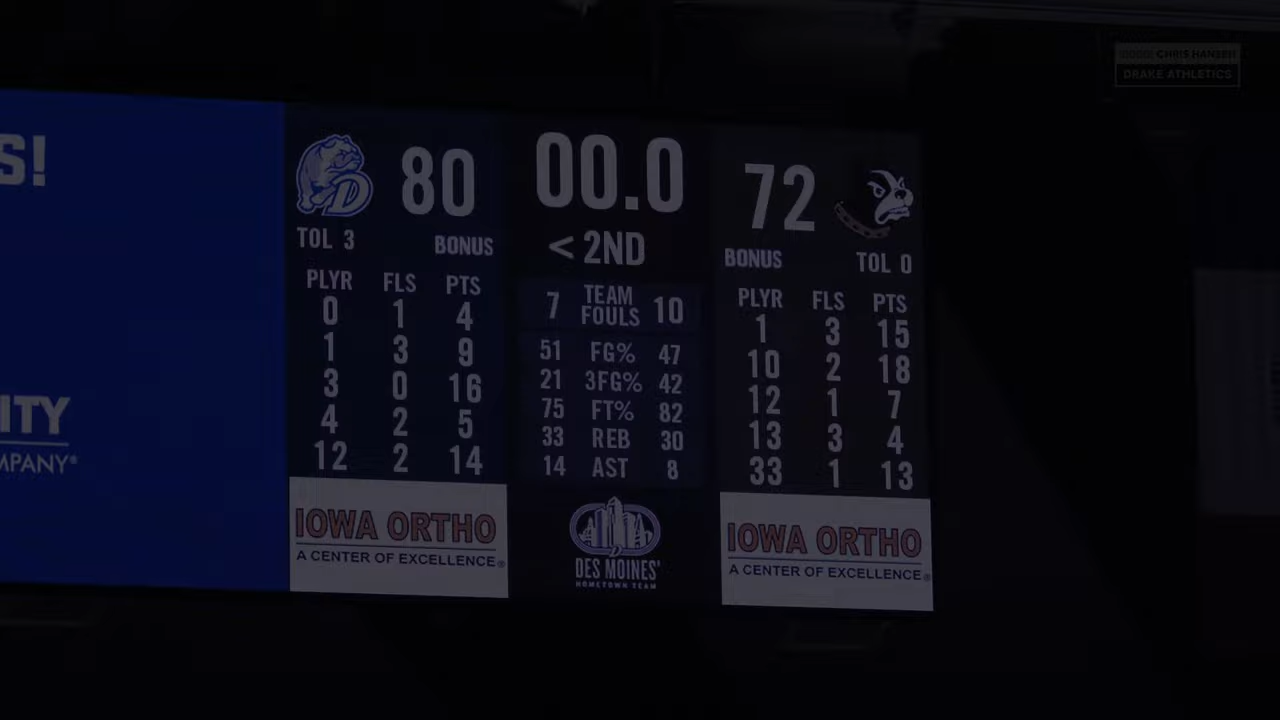 CHRIS HANSEN
DRAKE ATHLETICS
S!
ITY
MPANY®
80
TOL 3 BONUS
PLYR FLS PTS
0 1 4
1 3 9
3 0 16
4 2 5
12 2 14
IOWA ORTHO
A CENTER OF EXCELLENCE®
00.0
< 2ND
7 TEAM FOULS 10
51 FG% 47
21 3FG% 42
75 FT% 82
33 REB 30
14 AST 8
DES MOINES'
HOMETOWN TEAM
72
BONUS TOL 0
PLYR FLS PTS
1 3 15
10 2 18
12 1 7
13 3 4
33 1 13
IOWA ORTHO
A CENTER OF EXCELLENCE®